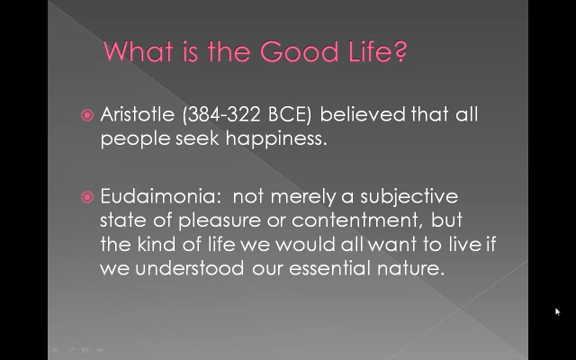 What is the Good Life?
Aristotle (384-322 BCE) believed that all
people seek happiness.
Eudaimonia: not merely a subjective
state of pleasure or contentment, but
the kind of life we would all want to live if
we understood our essential nature.